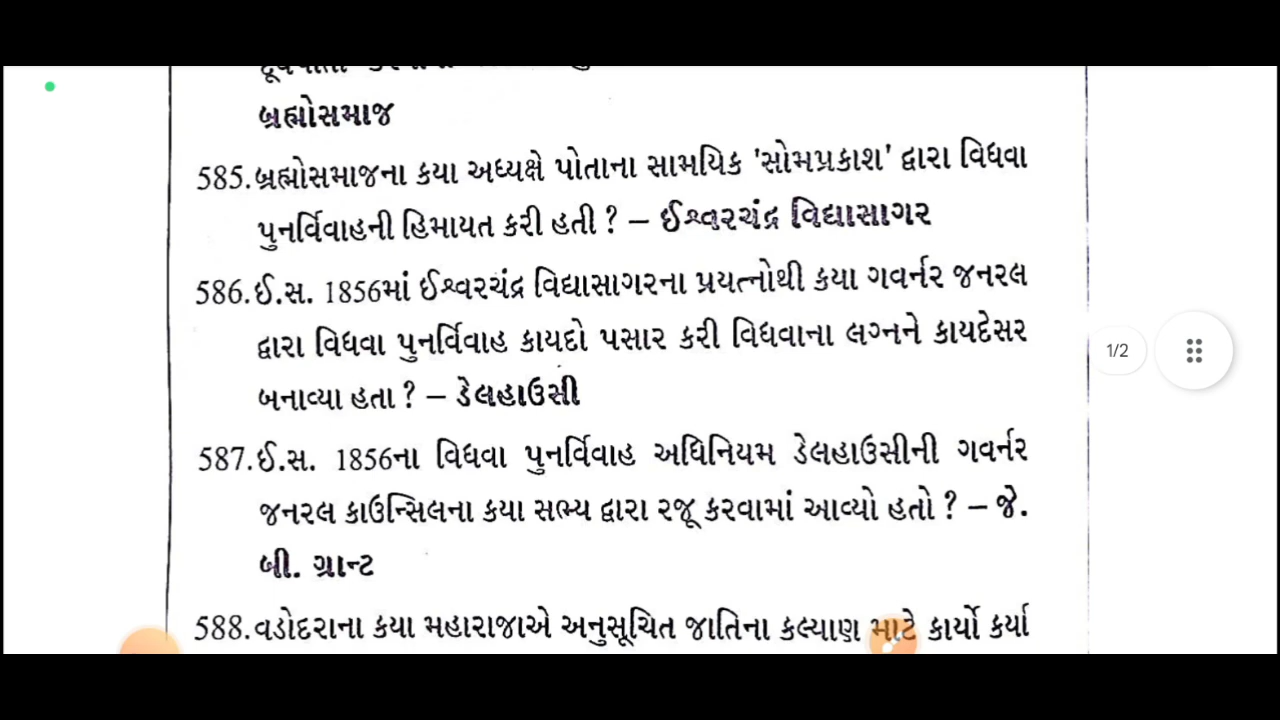 બ્રહ્મોસમાજ
585. બ્રહ્મોસમાજના કયા અધ્યક્ષે પોતાના સામયિક 'સોમપ્રકાશ' દ્વારા વિધવા
પુનર્વિવાહની હિમાયત કરી હતી ? – ઈશ્વરચંદ્ર વિદ્યાસાગર
586. ઈ.સ. 1856માં ઈશ્વરચંદ્ર વિદ્યાસાગરના પ્રયત્નોથી કયા ગવર્નર જનરલ
દ્વારા વિધવા પુનર્વિવાહ કાયદો પસાર કરી વિધવાના લગ્નને કાયદેસર
1/2
બનાવ્યા હતા ? – ડેલહાઉસી
587. ઈ.સ. 1856ના વિધવા પુનર્વિવાહ અધિનિયમ ડેલહાઉસીની ગવર્નર
જનરલ કાઉન્સિલના કયા સભ્ય દ્વારા રજૂ કરવામાં આવ્યો હતો ? – જે.
બી. ગ્રાન્ટ
588. વડોદરાના કયા મહારાજાએ અનુસૂચિત જાતિના કલ્યાણ માટે કાર્યો કર્યા